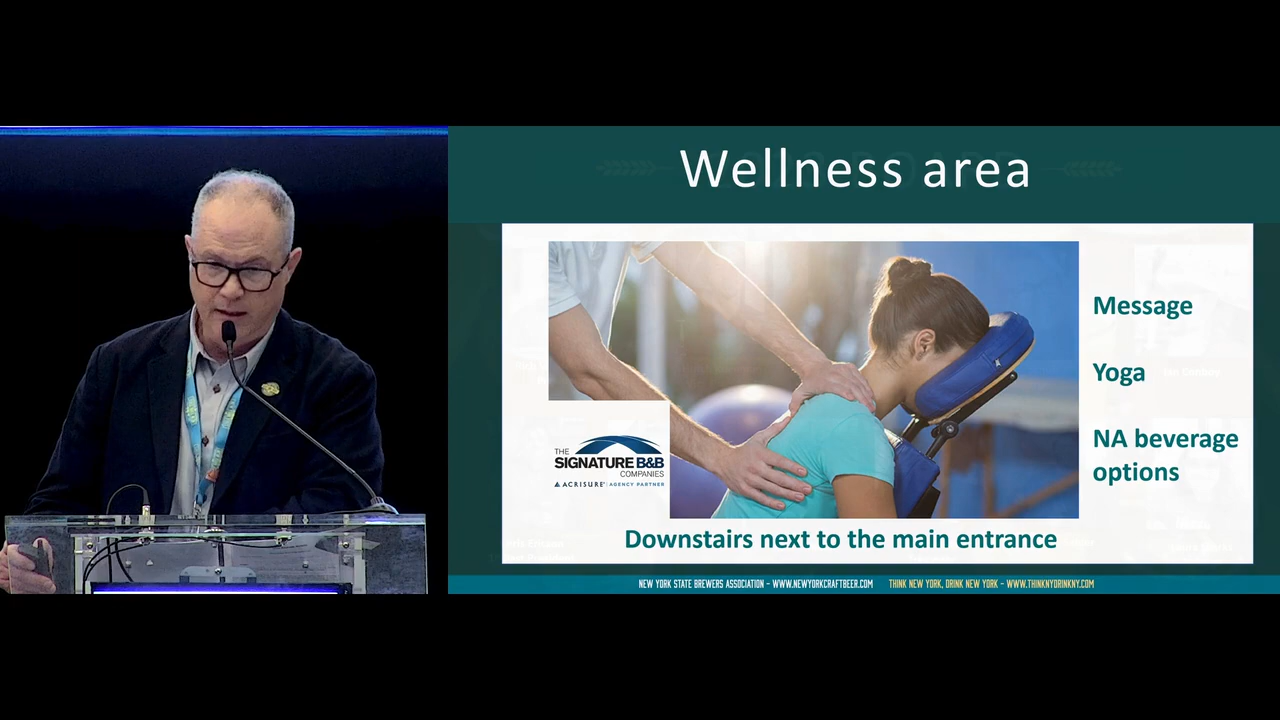 Wellness area
Message
Yoga
NA beverage
options
THE
SIGNATURE B&B
COMPANIES
ACRISURE | AGENCY PARTNER
Downstairs next to the main entrance
NEW YORK STATE BREWERS ASSOCIATION – WWW.NEWYORKCRAFTBEER.COM THINK NEW YORK, DRINK NEW YORK – WWW.THINKNYDRINKNY.COM